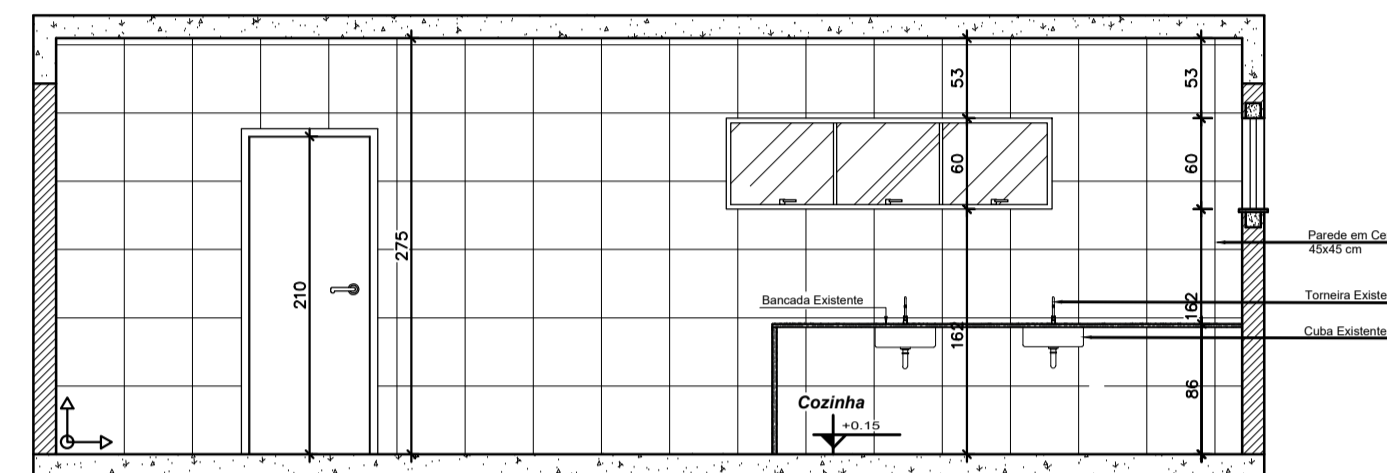 53
53
60
60
275
210
Parede em Ce
45x45 cm
Bancada Existente
162
Torneira Existe
162
Cuba Existente
86
Cozinha
+0.15